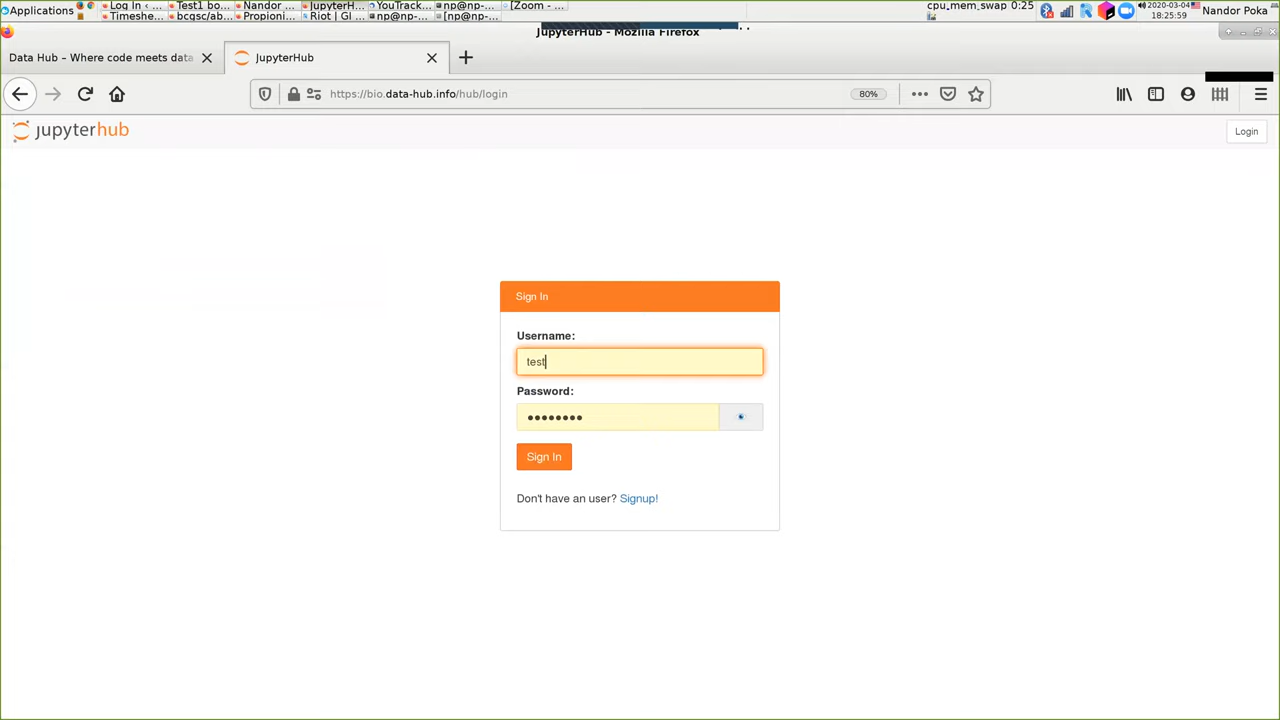 Applications Log In ‹ ... Test1 bo... Nandor ... JupyterH... YouTrack... np@np-... [Zoom - ... cpu_mem_swap 0:25 2020-03-04 Nandor Poka
Timeshe... bcgsc/ab... Propioni... Riot | Gl... np@np-... [np@np-... 18:25:59
JupyterHub - Mozilla Firefox
Data Hub – Where code meets data JupyterHub
https://bio.data-hub.info/hub/login 80%
jupyterhub Login
Sign In
Username:
test
Password:
••••••••
Sign In
Don't have an user? Signup!